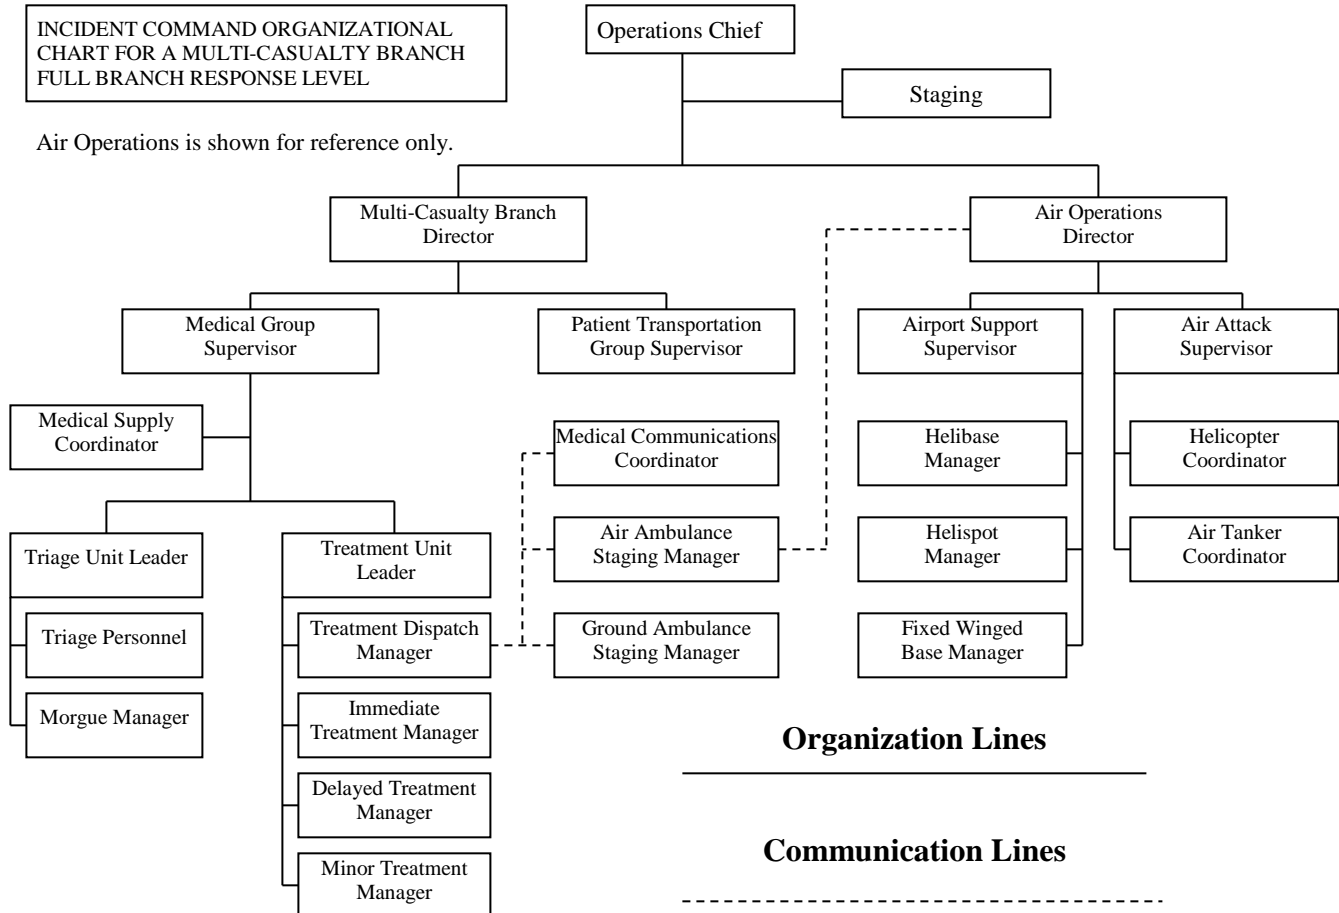 INCIDENT COMMAND ORGANIZATIONAL
CHART FOR A MULTI-CASUALTY BRANCH
FULL BRANCH RESPONSE LEVEL
Operations Chief
Staging
Air Operations is shown for reference only.
Multi-Casualty Branch
Director
Air Operations
Director
Medical Group
Supervisor
Patient Transportation
Group Supervisor
Airport Support
Supervisor
Air Attack
Supervisor
Medical Supply
Coordinator
Medical Communications
Coordinator
Helibase
Manager
Helicopter
Coordinator
Triage Unit Leader
Treatment Unit
Leader
Air Ambulance
Staging Manager
Helispot
Manager
Air Tanker
Coordinator
Triage Personnel
Treatment Dispatch
Manager
Ground Ambulance
Staging Manager
Fixed Winged
Base Manager
Morgue Manager
Immediate
Treatment Manager
Delayed Treatment
Manager
Minor Treatment
Manager
Organization Lines
Communication Lines